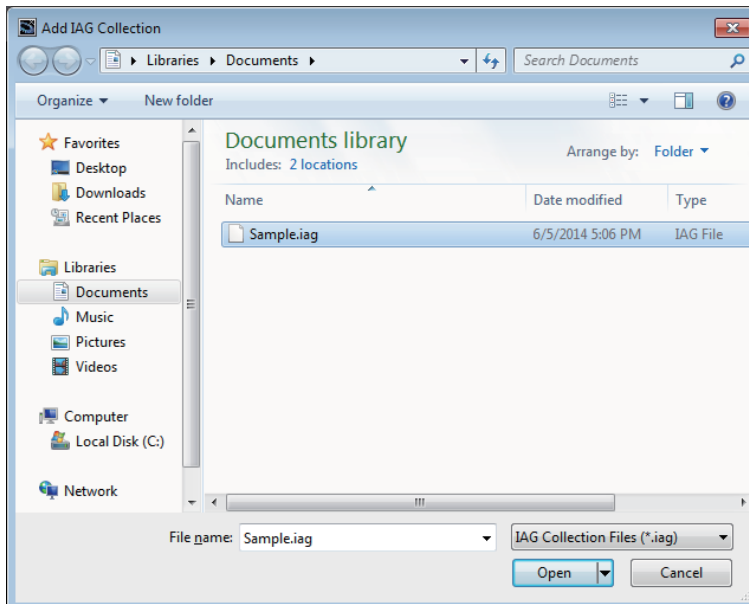 Add IAG Collection
Libraries Documents Search Documents
Organize New folder
Favorites
Desktop
Downloads
Recent Places
Libraries
Documents
Music
Pictures
Videos
Computer
Local Disk (C:)
Network
Documents library
Includes: 2 locations
Arrange by: Folder
Name Date modified Type
Sample.iag 6/5/2014 5:06 PM IAG File
File name: Sample.iag IAG Collection Files (*.iag)
Open Cancel